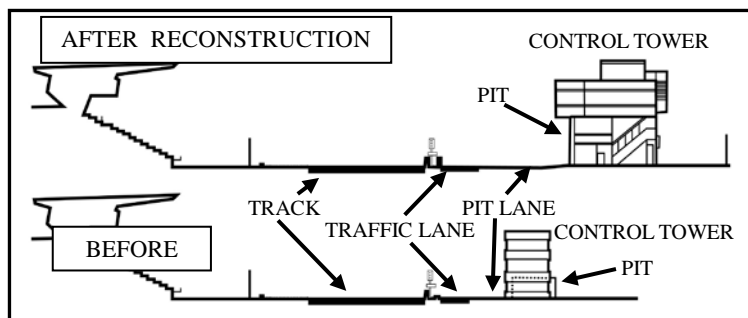 AFTER RECONSTRUCTION
CONTROL TOWER
PIT
TRACK
TRAFFIC LANE
PIT LANE
BEFORE
CONTROL TOWER
PIT